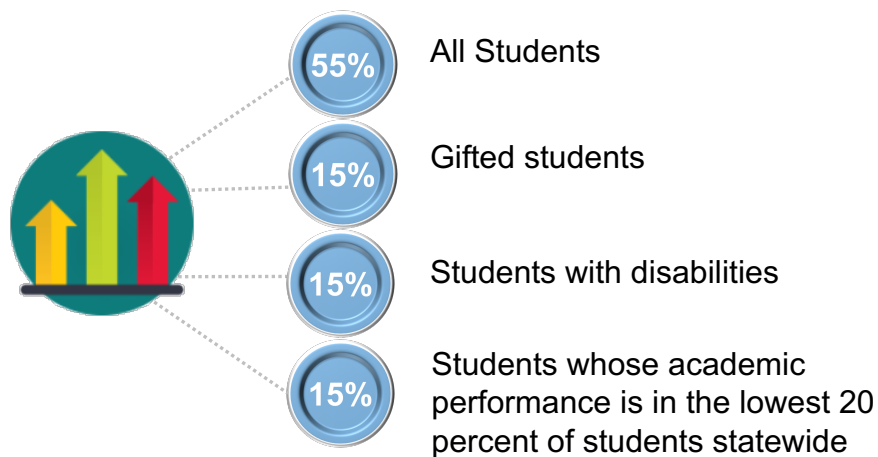 55% All Students
15% Gifted students
15% Students with disabilities
15% Students whose academic
performance is in the lowest 20
percent of students statewide